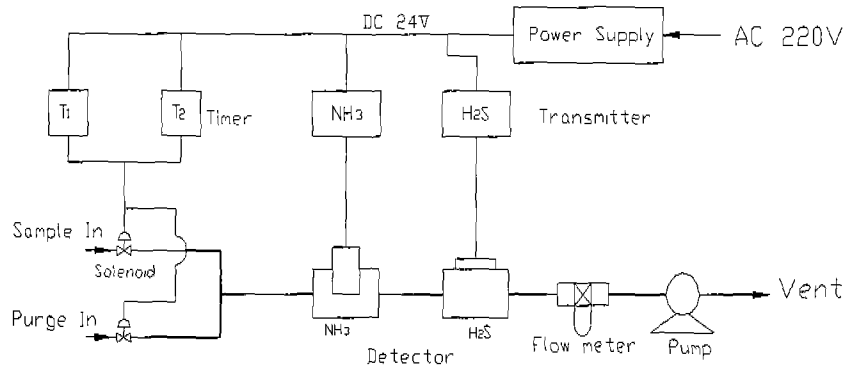 DC 24V
Power Supply
AC 220V
T1
T2
Timer
NH3
H2S
Transmitter
Sample In
Solenoid
Purge In
NH3
H2S
Detector
Flow meter
Pump
Vent